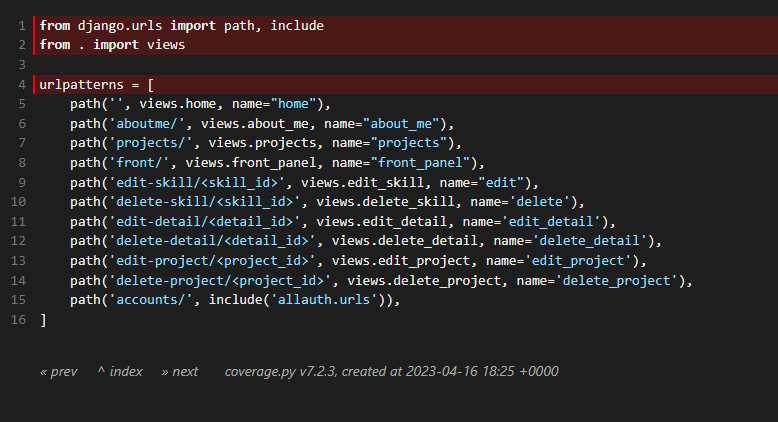 1 from django.urls import path, include
2 from . import views
3
4 urlpatterns = [
5     path('', views.home, name="home"),
6     path('aboutme/', views.about_me, name="about_me"),
7     path('projects/', views.projects, name="projects"),
8     path('front/', views.front_panel, name="front_panel"),
9     path('edit-skill/<skill_id>', views.edit_skill, name="edit"),
10     path('delete-skill/<skill_id>', views.delete_skill, name='delete'),
11     path('edit-detail/<detail_id>', views.edit_detail, name='edit_detail'),
12     path('delete-detail/<detail_id>', views.delete_detail, name='delete_detail'),
13     path('edit-project/<project_id>', views.edit_project, name='edit_project'),
14     path('delete-project/<project_id>', views.delete_project, name='delete_project'),
15     path('accounts/', include('allauth.urls')),
16 ]
« prev ^ index » next coverage.py v7.2.3, created at 2023-04-16 18:25 +0000